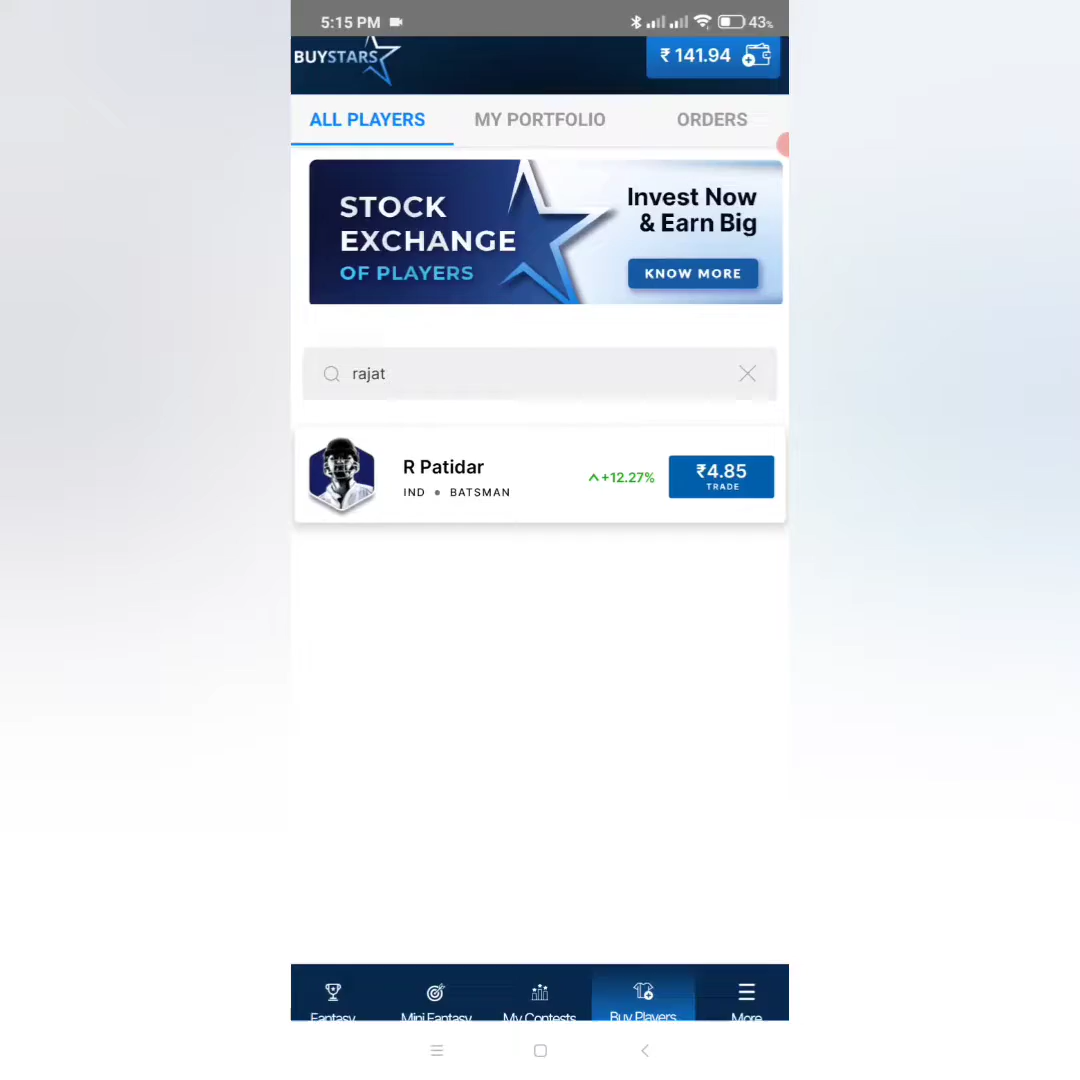 5:15 PM 43%
BUYSTARS ₹ 141.94
ALL PLAYERS MY PORTFOLIO ORDERS
STOCK
EXCHANGE
OF PLAYERS
Invest Now
& Earn Big
KNOW MORE
rajat
R Patidar
IND • BATSMAN
+12.27%
₹4.85
TRADE
Fantasy Mini Fantasy My Contests Buy Players More